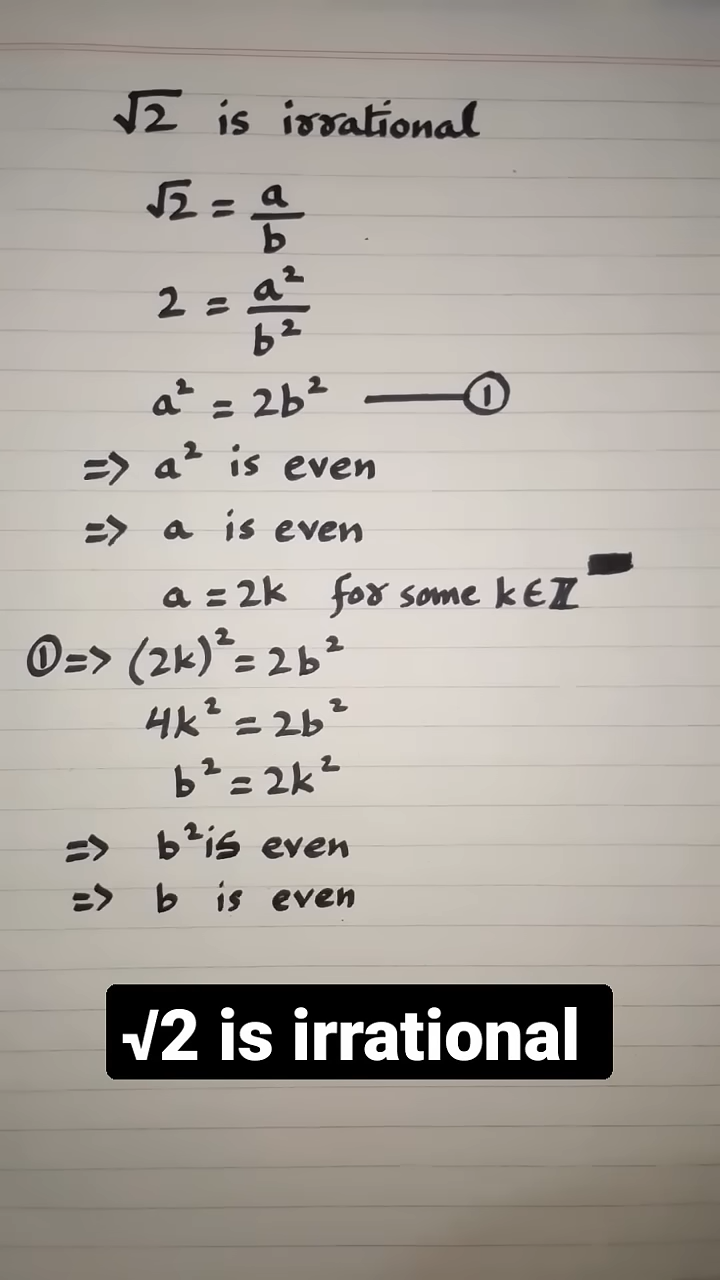 √2 is irrational
√2 = a/b
2 = a²/b²
a² = 2b² ——①
=> a² is even
=> a is even
a = 2k for some k∈ℤ
①=> (2k)² = 2b²
4k² = 2b²
b² = 2k²
=> b² is even
=> b is even
√2 is irrational